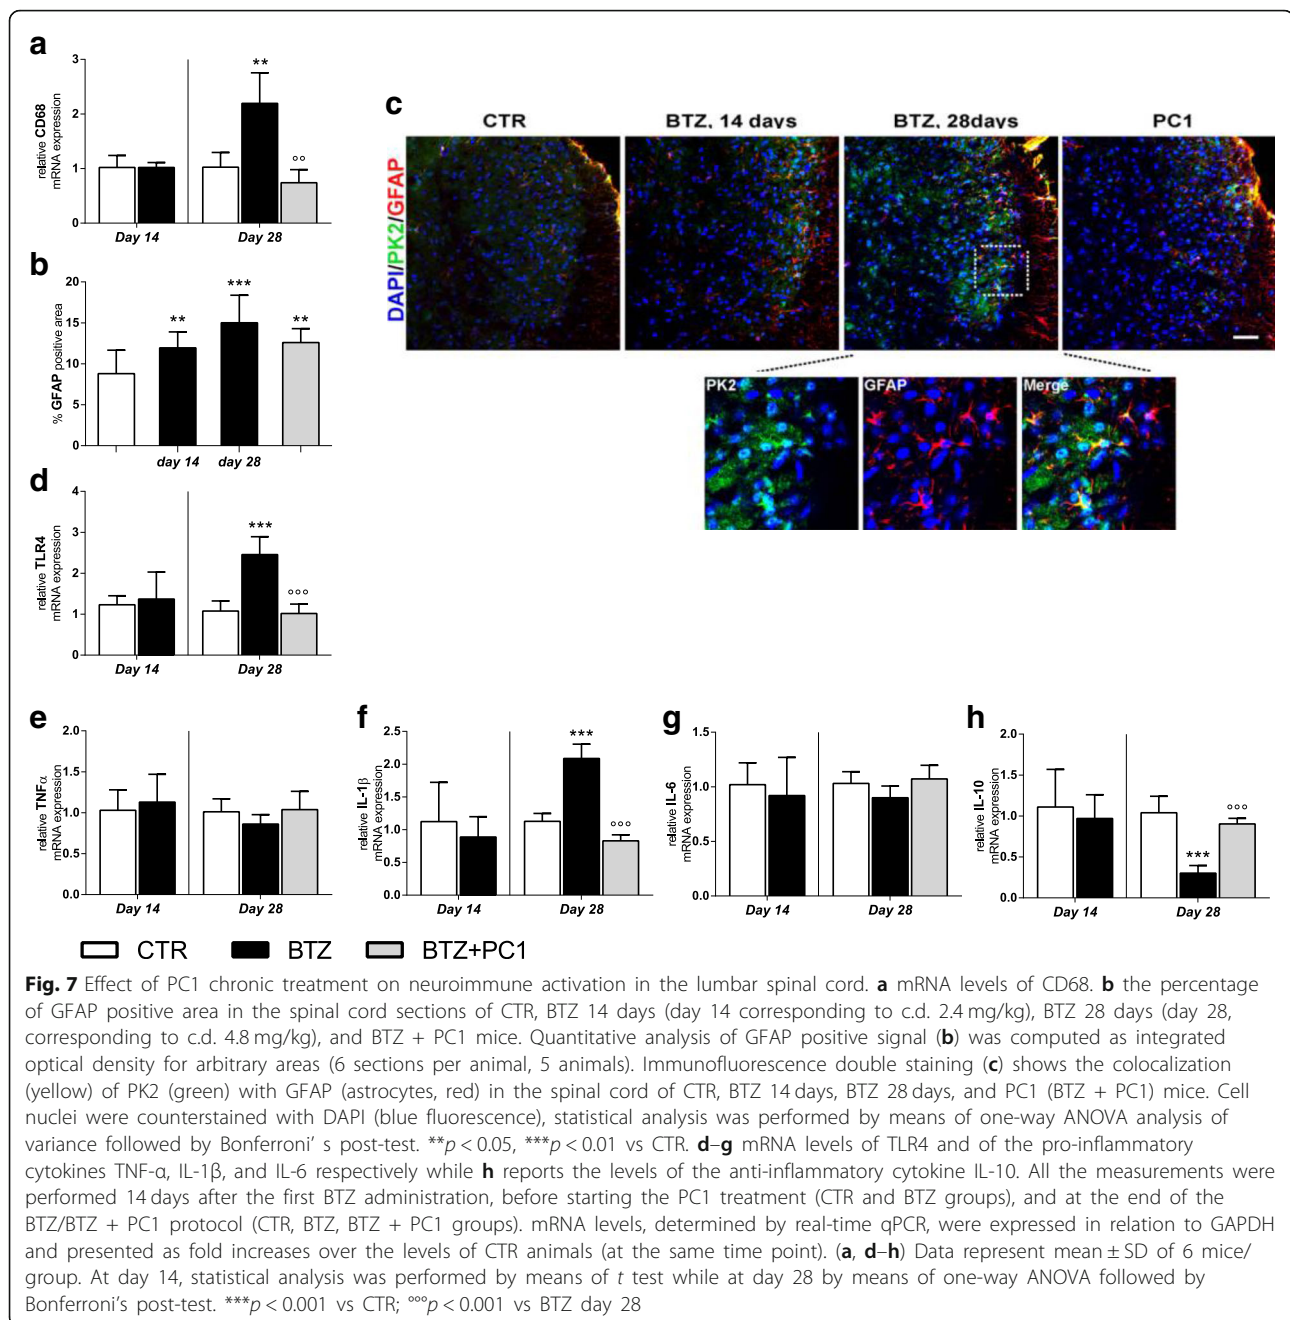 a
relative CD68
mRNA expression
3
2
1
0
**
°°
Day 14
Day 28
b
% GFAP positive area
20
15
10
5
0
**
***
**
day 14
day 28
c
CTR
BTZ, 14 days
BTZ, 28days
PC1
DAPI/PK2/GFAP
PK2
GFAP
Merge
d
relative TLR4
mRNA expression
4
3
2
1
0
***
°°°
Day 14
Day 28
e
relative TNFα
mRNA expression
2.0
1.5
1.0
0.5
0.0
Day 14
Day 28
f
relative IL-1β
mRNA expression
2.5
2.0
1.5
1.0
0.5
0.0
***
°°°
Day 14
Day 28
g
relative IL-6
mRNA expression
1.5
1.0
0.5
0.0
Day 14
Day 28
h
relative IL-10
mRNA expression
2.0
1.5
1.0
0.5
0.0
***
°°°
Day 14
Day 28
CTR
BTZ
BTZ+PC1
Fig. 7 Effect of PC1 chronic treatment on neuroimmune activation in the lumbar spinal cord. a mRNA levels of CD68. b the percentage
of GFAP positive area in the spinal cord sections of CTR, BTZ 14 days (day 14 corresponding to c.d. 2.4 mg/kg), BTZ 28 days (day 28,
corresponding to c.d. 4.8 mg/kg), and BTZ + PC1 mice. Quantitative analysis of GFAP positive signal (b) was computed as integrated
optical density for arbitrary areas (6 sections per animal, 5 animals). Immunofluorescence double staining (c) shows the colocalization
(yellow) of PK2 (green) with GFAP (astrocytes, red) in the spinal cord of CTR, BTZ 14 days, BTZ 28 days, and PC1 (BTZ + PC1) mice. Cell
nuclei were counterstained with DAPI (blue fluorescence), statistical analysis was performed by means of one-way ANOVA analysis of
variance followed by Bonferroni' s post-test. **p < 0.05, ***p < 0.01 vs CTR. d–g mRNA levels of TLR4 and of the pro-inflammatory
cytokines TNF-α, IL-1β, and IL-6 respectively while h reports the levels of the anti-inflammatory cytokine IL-10. All the measurements were
performed 14 days after the first BTZ administration, before starting the PC1 treatment (CTR and BTZ groups), and at the end of the
BTZ/BTZ + PC1 protocol (CTR, BTZ, BTZ + PC1 groups). mRNA levels, determined by real-time qPCR, were expressed in relation to GAPDH
and presented as fold increases over the levels of CTR animals (at the same time point). (a, d–h) Data represent mean ± SD of 6 mice/
group. At day 14, statistical analysis was performed by means of t test while at day 28 by means of one-way ANOVA followed by
Bonferroni's post-test. ***p < 0.001 vs CTR; °°°p < 0.001 vs BTZ day 28